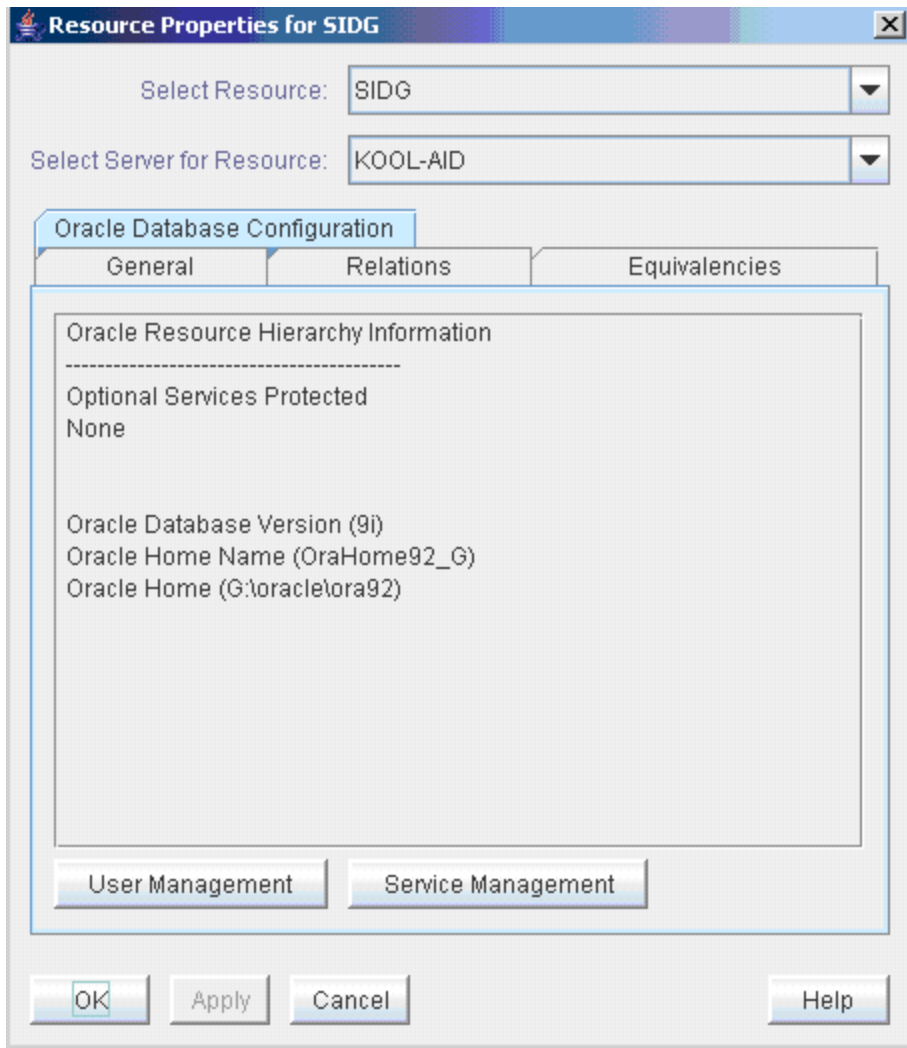 Resource Properties for SIDG
Select Resource: SIDG
Select Server for Resource: KOOL-AID
Oracle Database Configuration
General Relations Equivalencies
Oracle Resource Hierarchy Information
------------------------------------------
Optional Services Protected
None
Oracle Database Version (9i)
Oracle Home Name (OraHome92_G)
Oracle Home (G:\oracle\ora92)
User Management Service Management
OK Apply Cancel Help